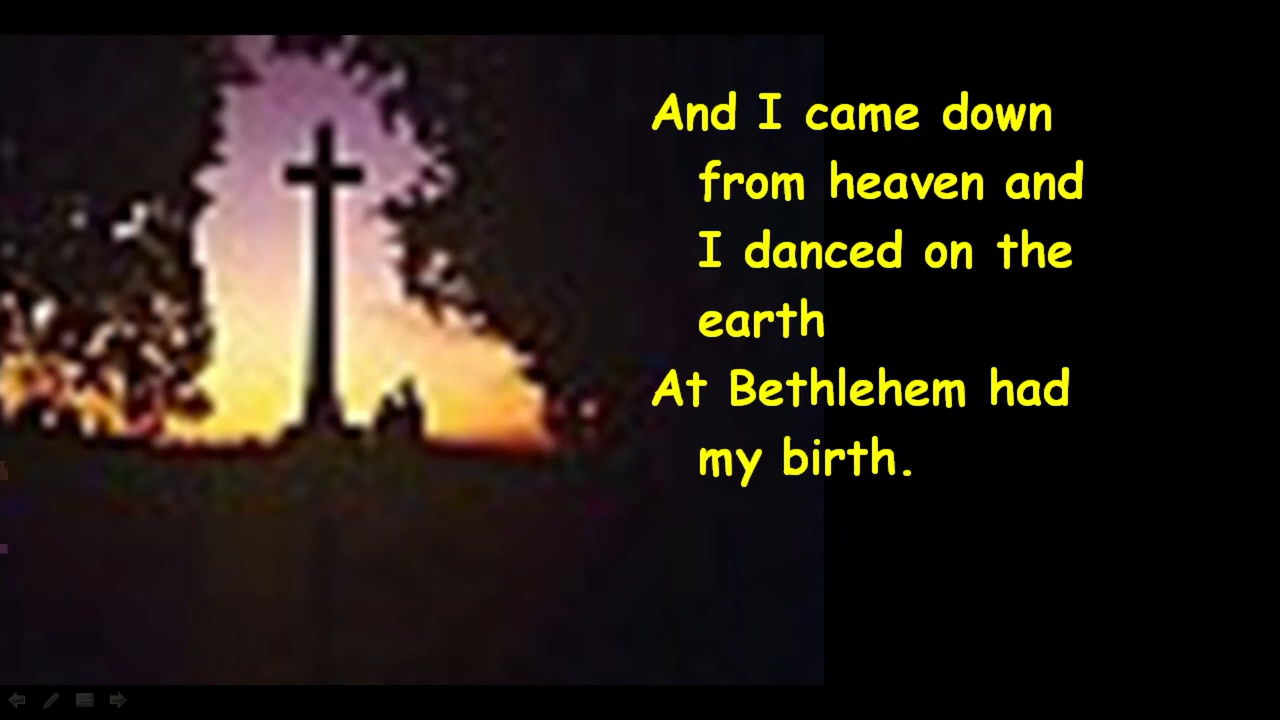 And I came down
from heaven and
I danced on the
earth
At Bethlehem had
my birth.